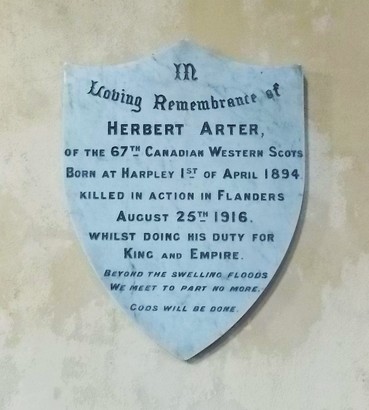 In
Loving Remembrance of
HERBERT ARTER,
OF THE 67TH CANADIAN WESTERN SCOTS
BORN AT HARPLEY 1ST OF APRIL 1894.
KILLED IN ACTION IN FLANDERS
AUGUST 25TH 1916.
WHILST DOING HIS DUTY FOR
KING AND EMPIRE.
BEYOND THE SWELLING FLOODS
WE MEET TO PART NO MORE.
GODS WILL BE DONE.